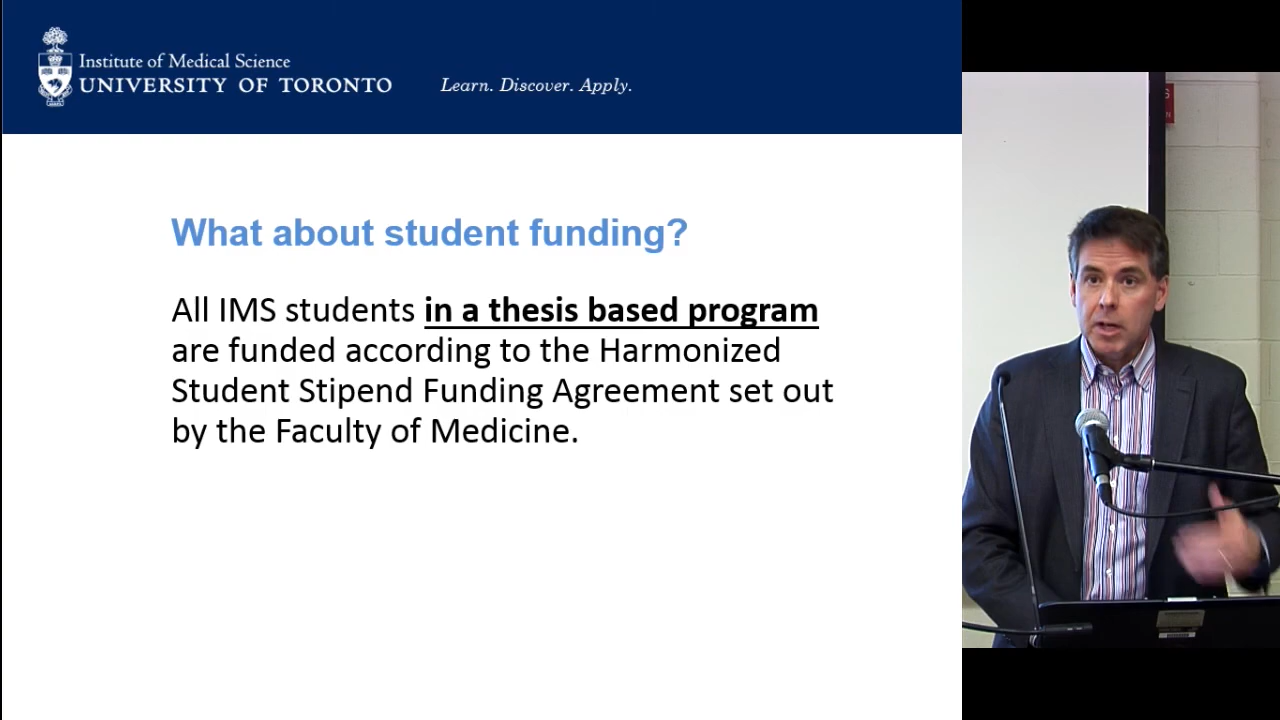 Institute of Medical Science
UNIVERSITY OF TORONTO
Learn. Discover. Apply.
What about student funding?
All IMS students in a thesis based program
are funded according to the Harmonized
Student Stipend Funding Agreement set out
by the Faculty of Medicine.